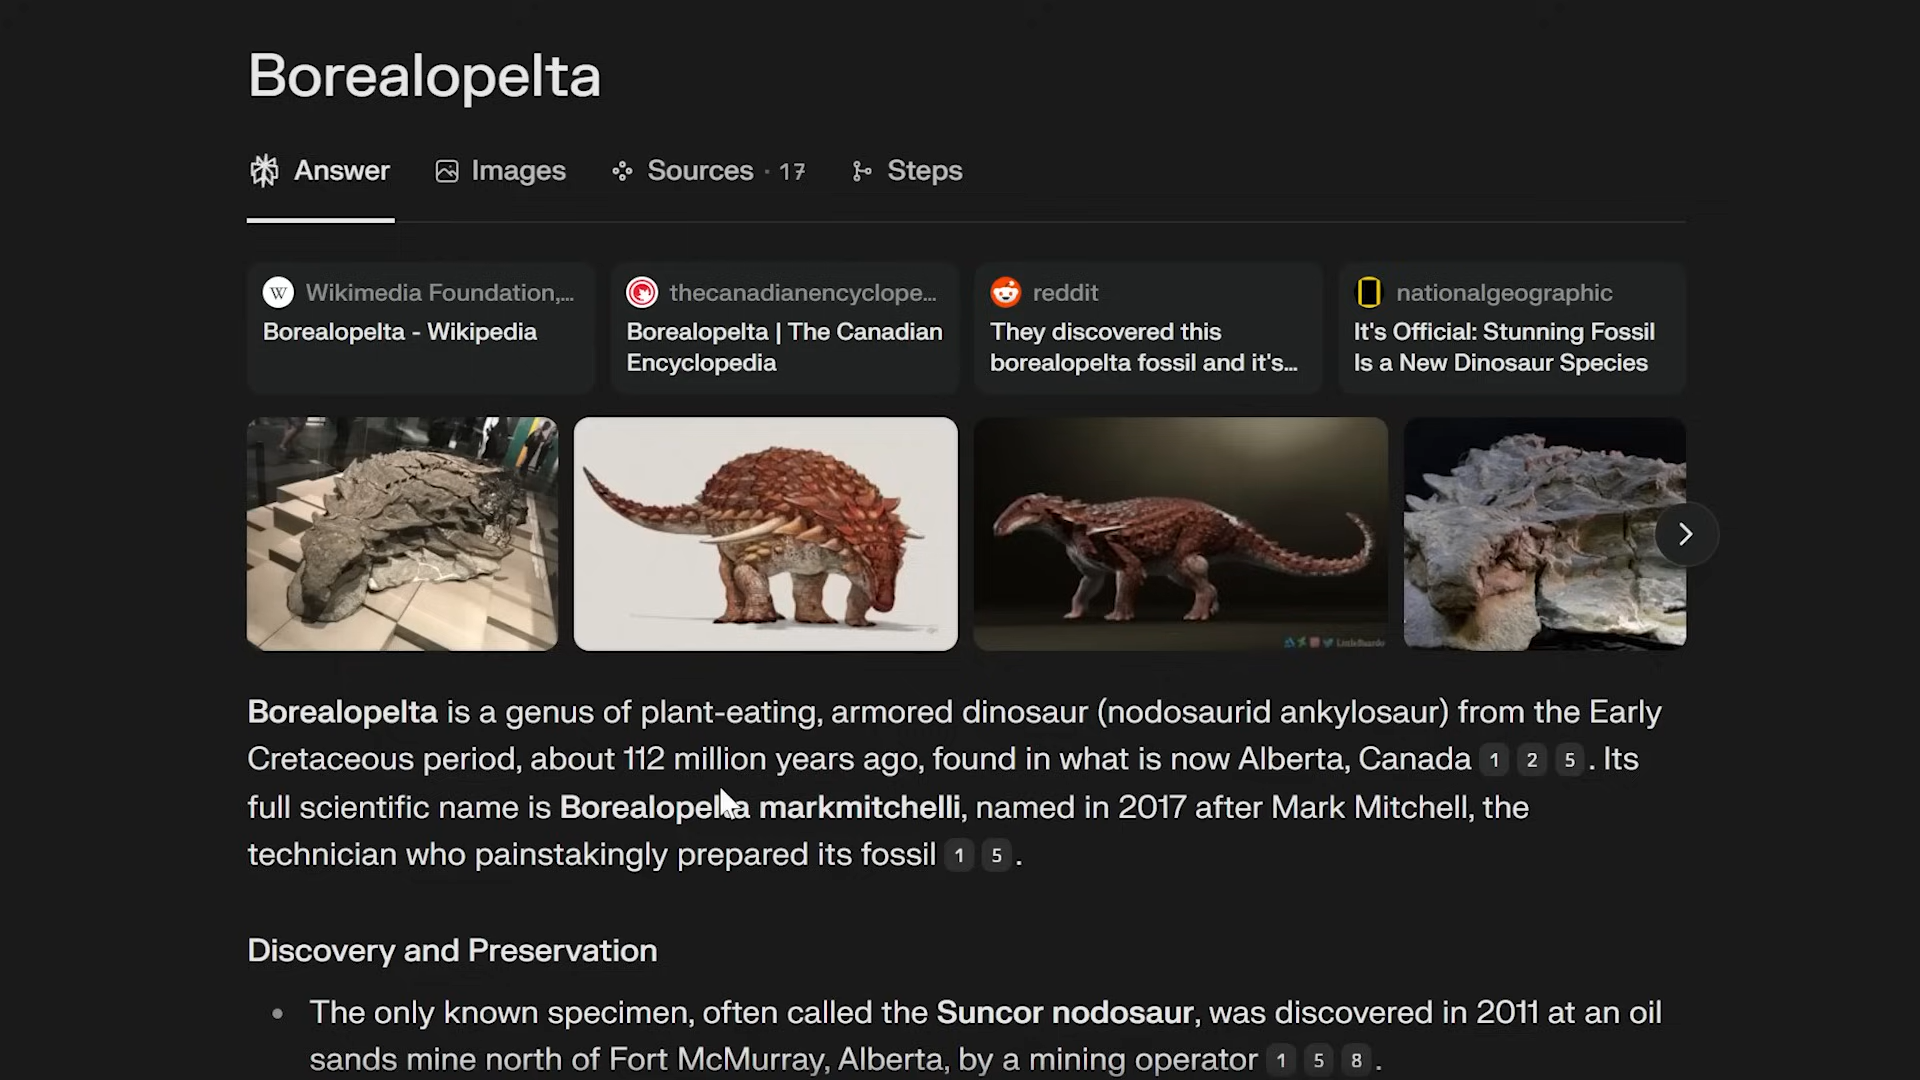 Borealopelta
Answer
Images
Sources · 17
Steps
Wikimedia Foundation,...
Borealopelta - Wikipedia
thecanadianencyclope...
Borealopelta | The Canadian
Encyclopedia
reddit
They discovered this
borealopelta fossil and it's...
nationalgeographic
It's Official: Stunning Fossil
Is a New Dinosaur Species
LittleBaardo
Borealopelta is a genus of plant-eating, armored dinosaur (nodosaurid ankylosaur) from the Early
Cretaceous period, about 112 million years ago, found in what is now Alberta, Canada 1 2 5 . Its
full scientific name is Borealopelta markmitchelli, named in 2017 after Mark Mitchell, the
technician who painstakingly prepared its fossil 1 5 .
Discovery and Preservation
• The only known specimen, often called the Suncor nodosaur, was discovered in 2011 at an oil
sands mine north of Fort McMurray, Alberta, by a mining operator 1 5 8 .